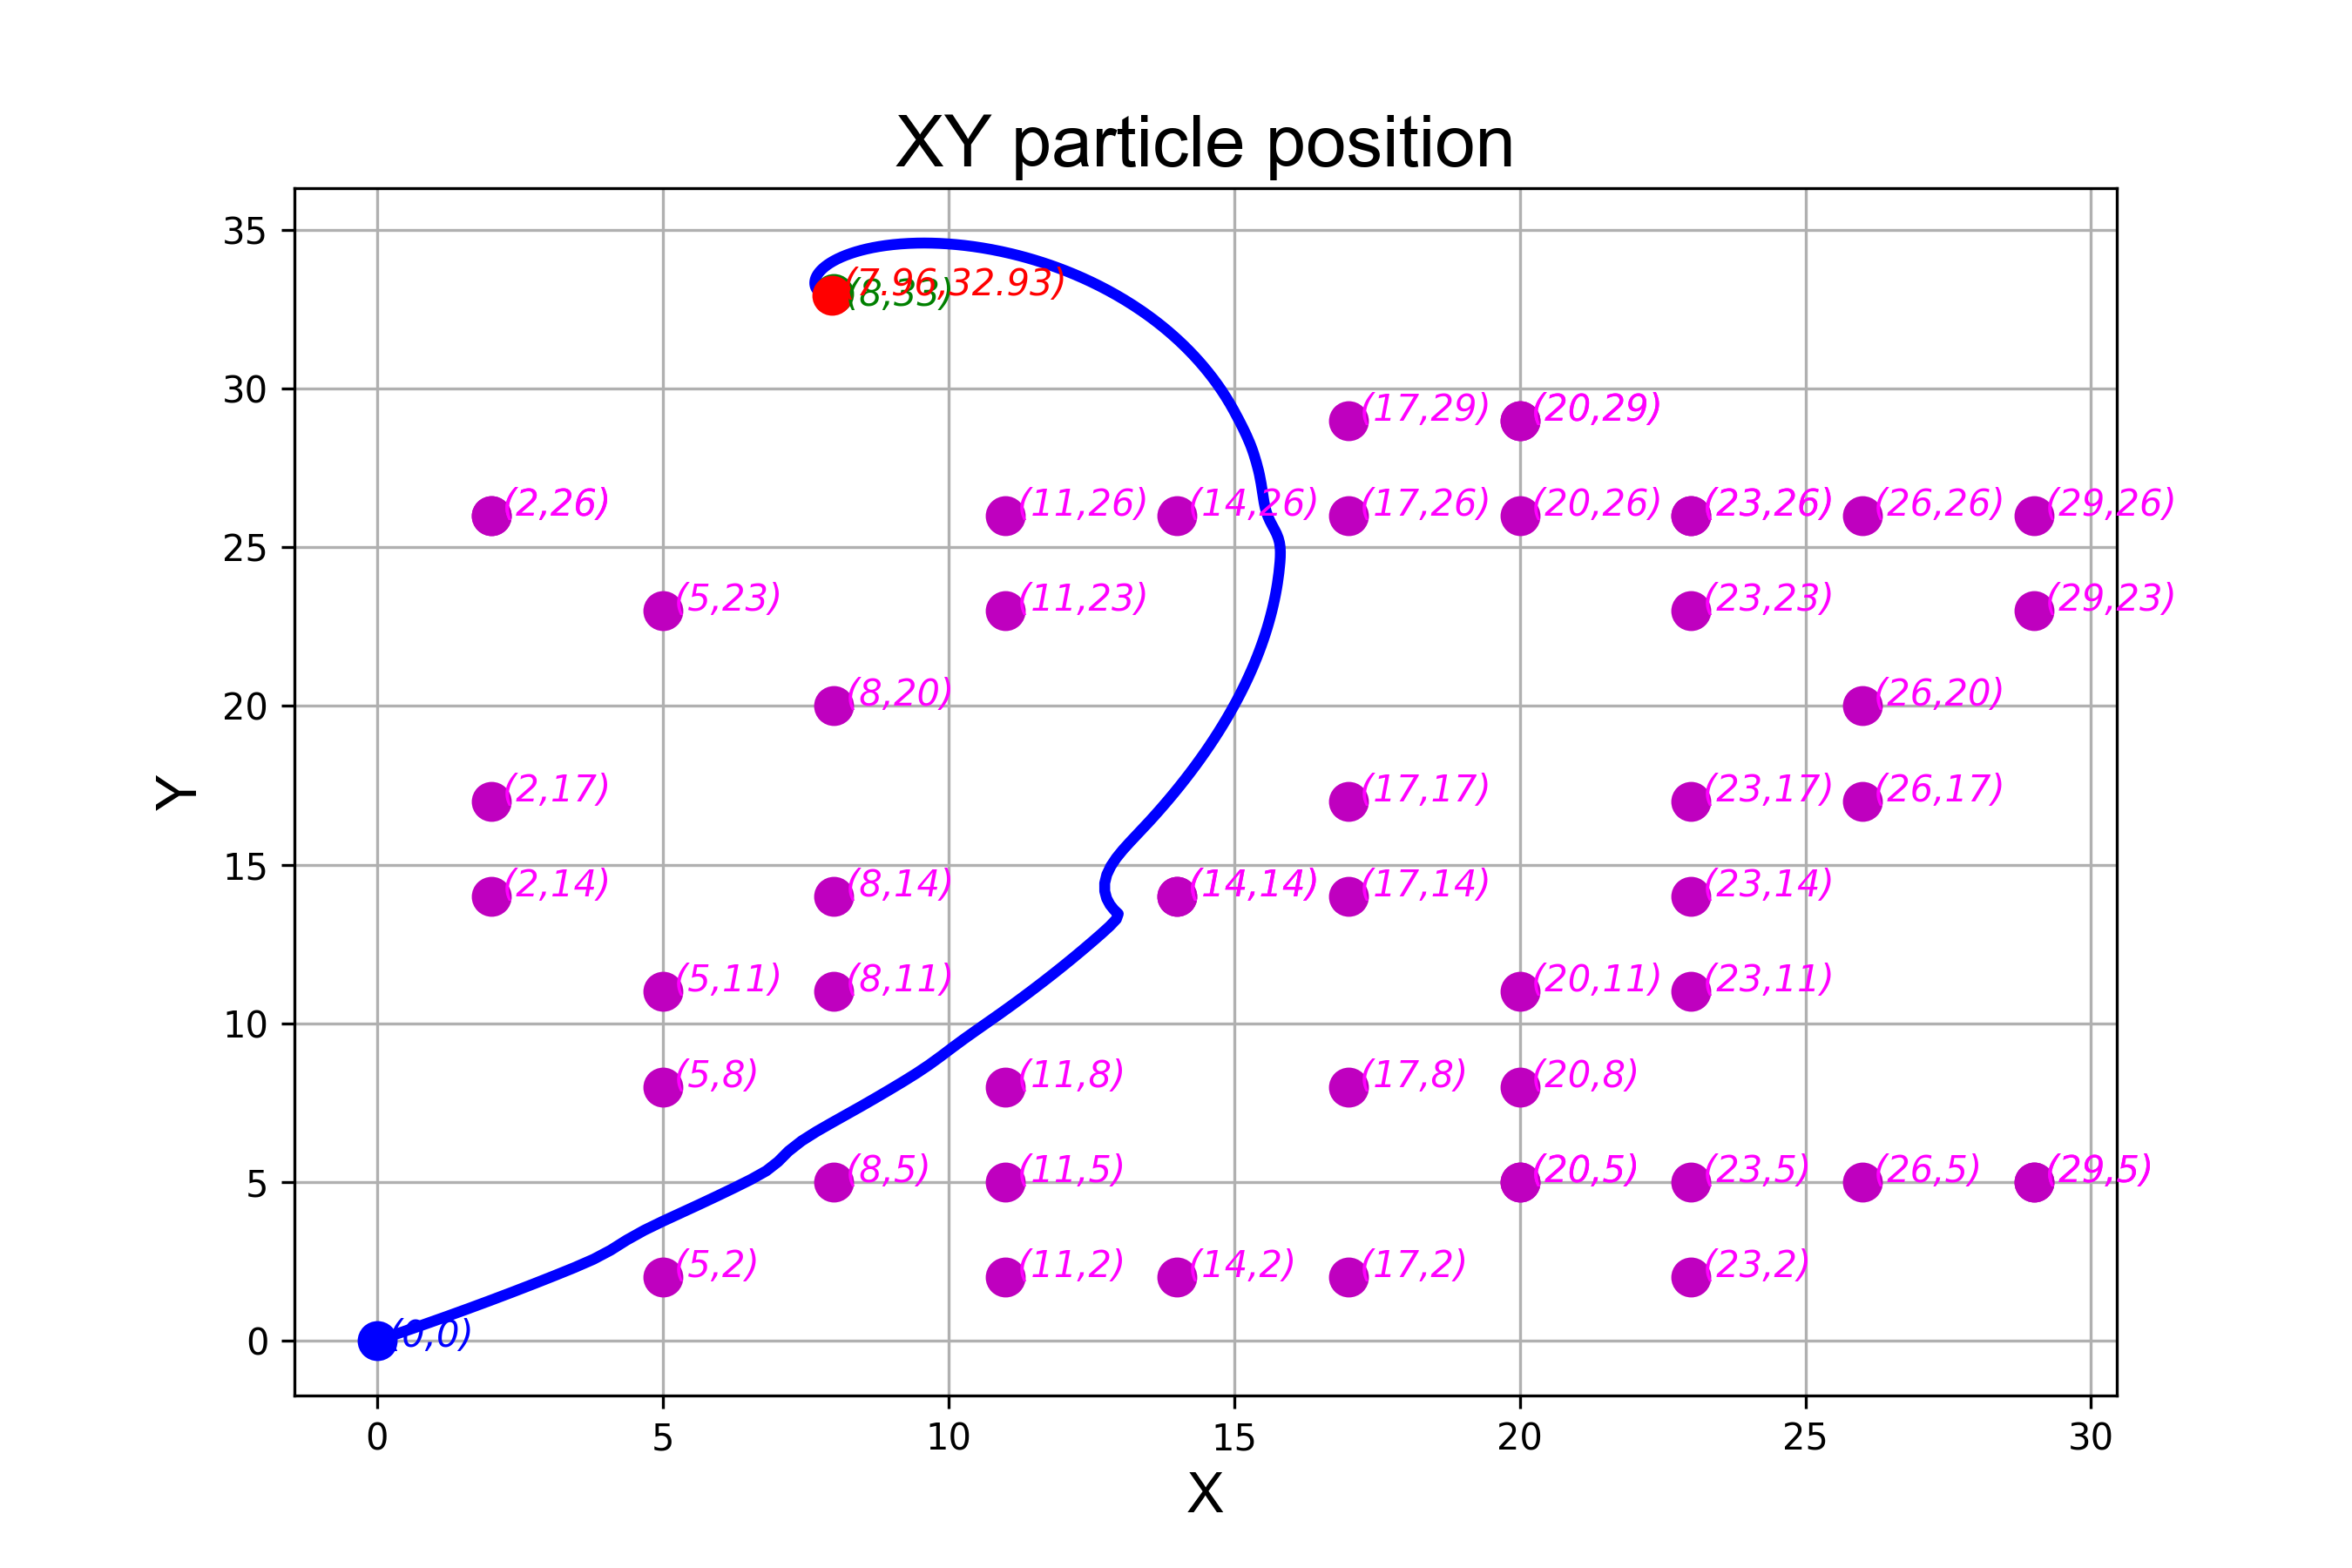 XY particle position
35
(7.96,32.93)
(8,33)
30
(17,29) (20,29)
(2,26) (11,26) (14,26) (17,26) (20,26) (23,26) (26,26) (29,26)
25
(5,23) (11,23) (23,23) (29,23)
20
(8,20) (26,20)
Y
(2,17) (17,17) (23,17) (26,17)
15
(2,14) (8,14) (14,14) (17,14) (23,14)
(5,11) (8,11) (20,11) (23,11)
10
(5,8) (11,8) (17,8) (20,8)
5
(8,5) (11,5) (20,5) (23,5) (26,5) (29,5)
(5,2) (11,2) (14,2) (17,2) (23,2)
0
(0,0)
0 5 10 15 20 25 30
X